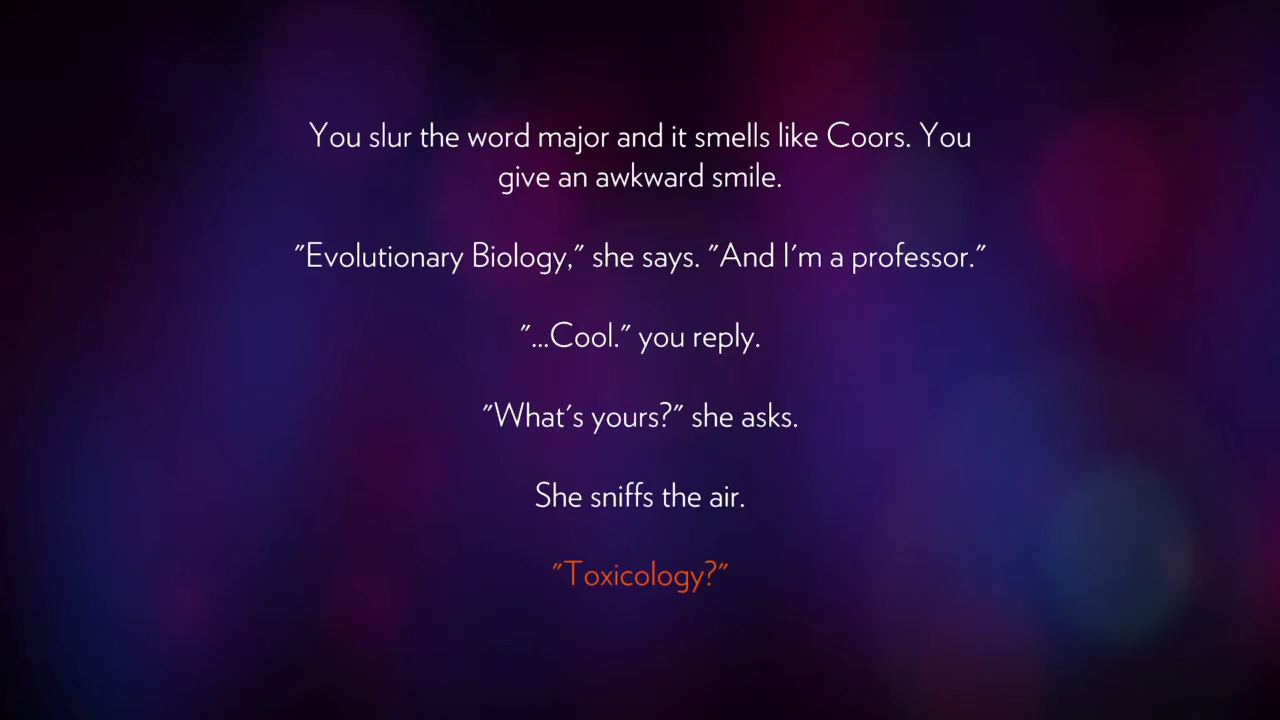 You slur the word major and it smells like Coors. You
give an awkward smile.
"Evolutionary Biology," she says. "And I'm a professor."
"...Cool." you reply.
"What's yours?" she asks.
She sniffs the air.
"Toxicology?"